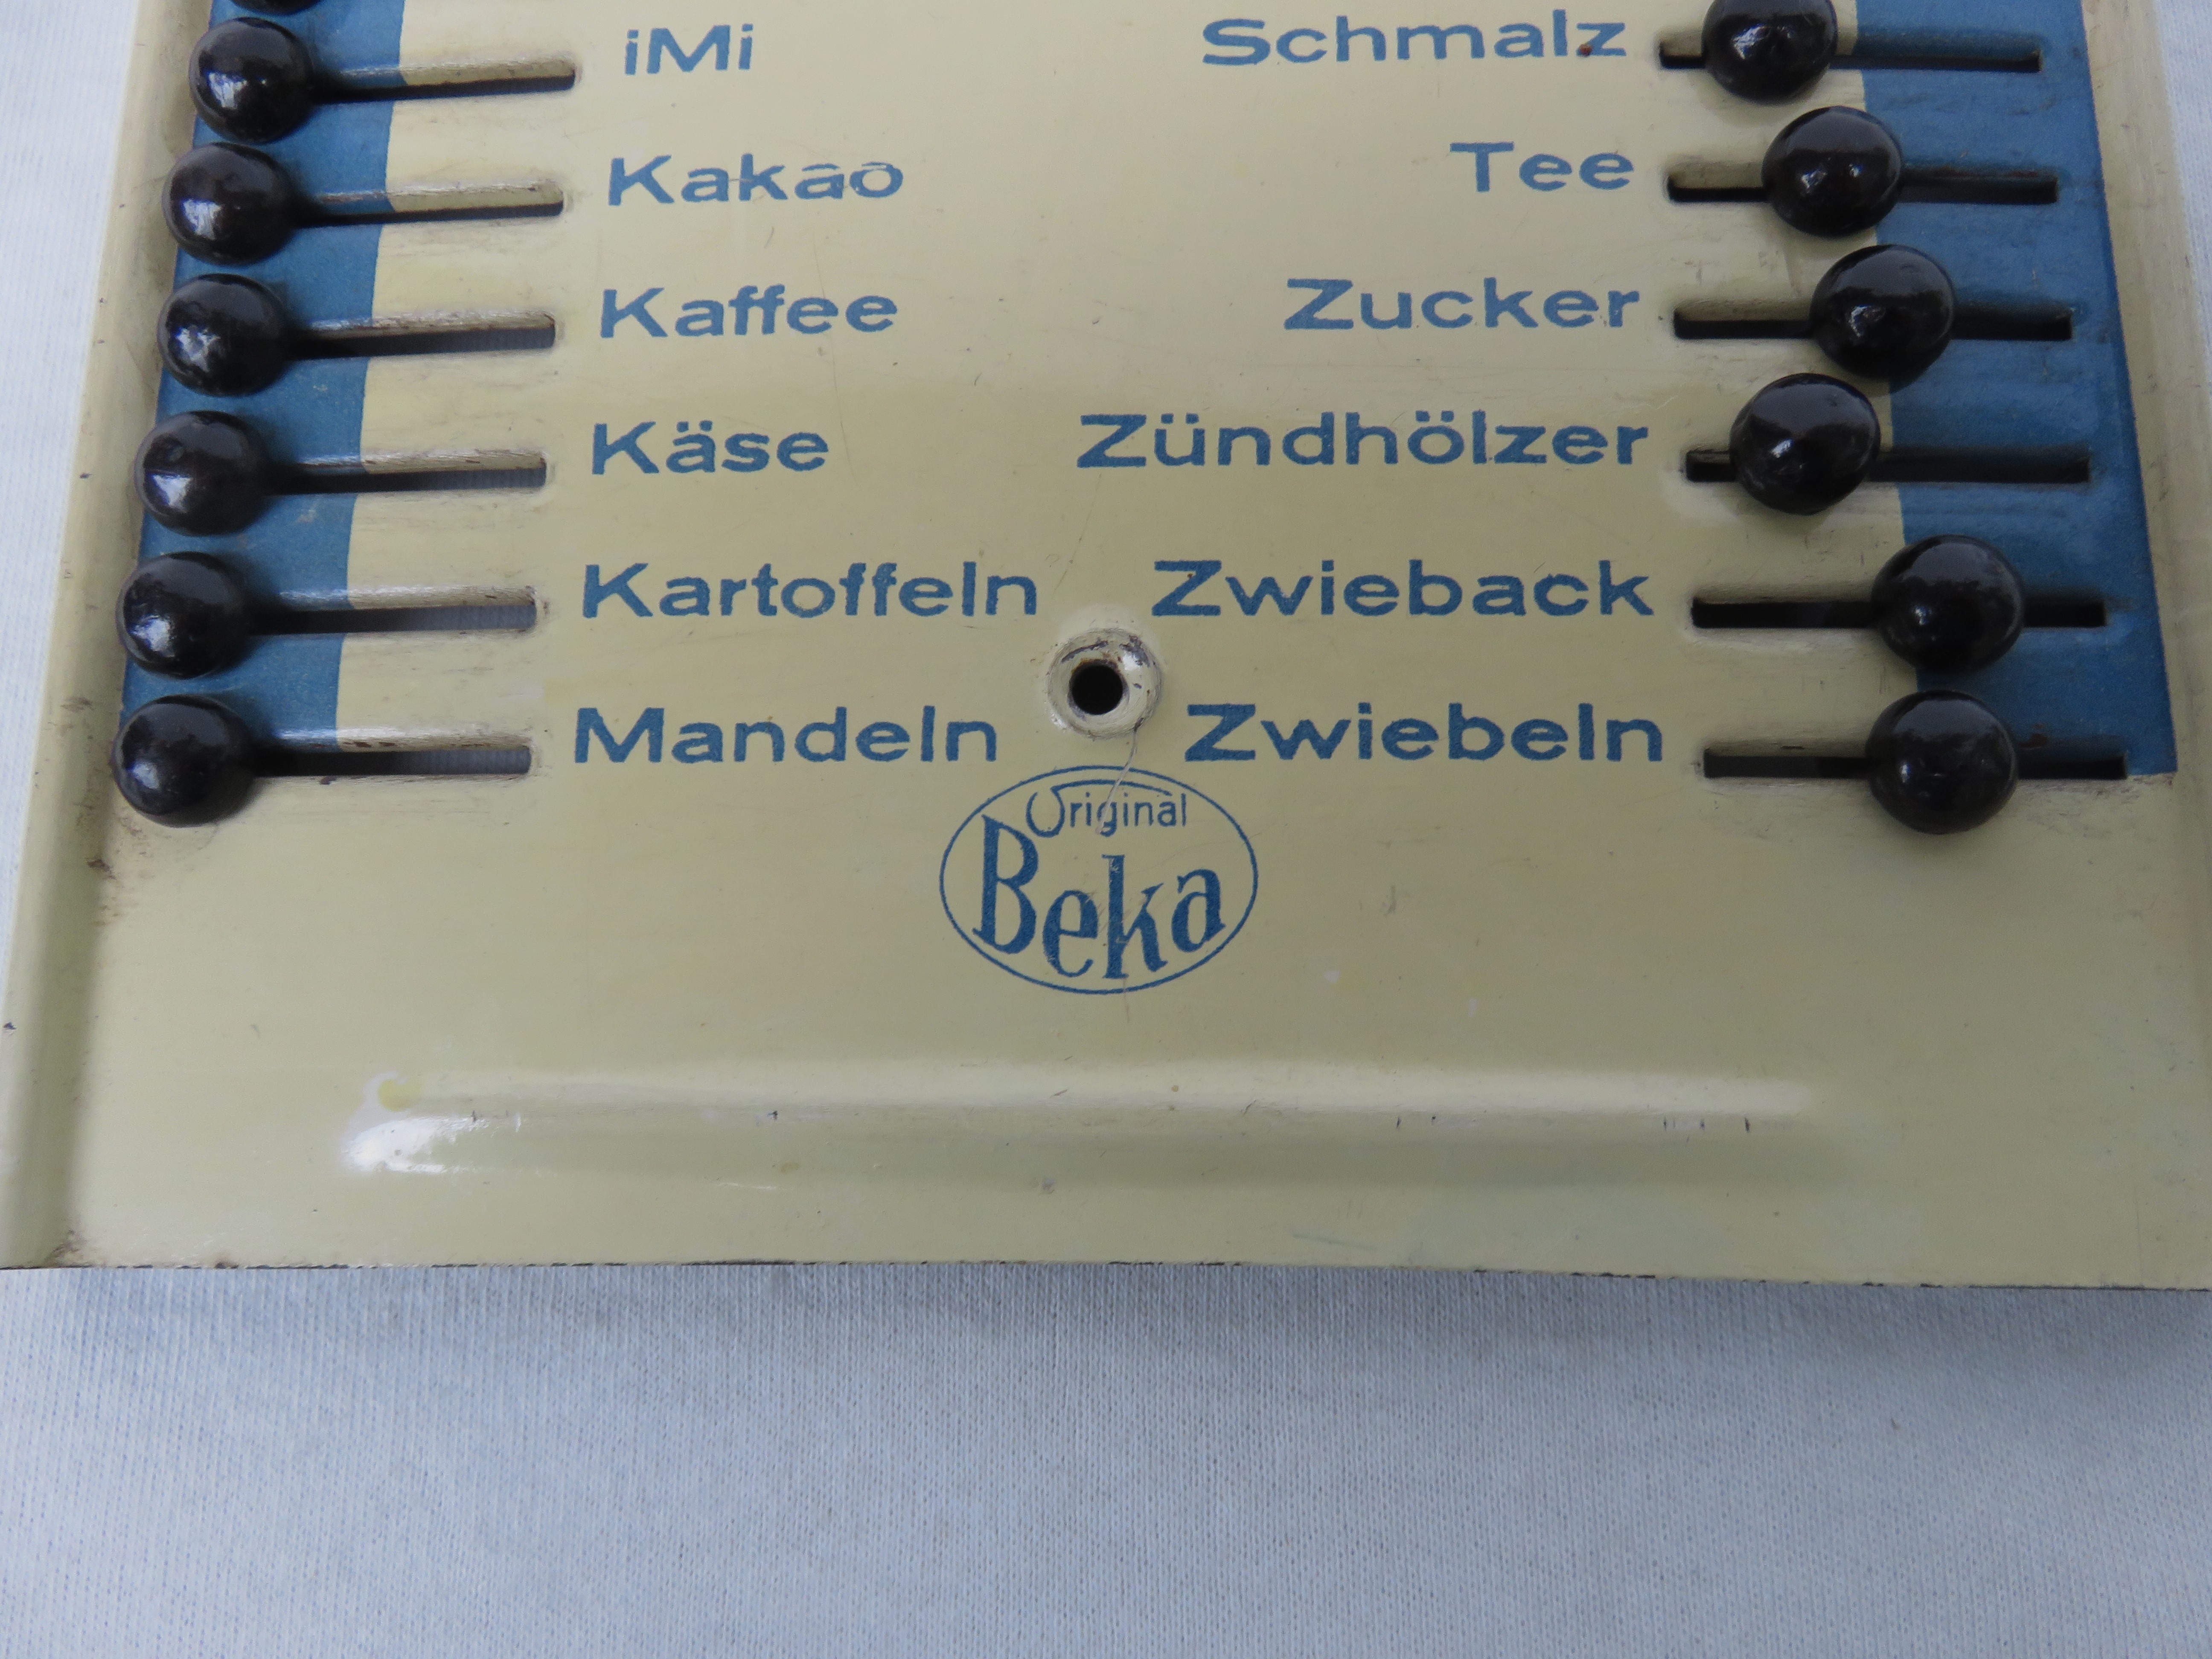 iMi
Kakao
Kaffee
Käse
Kartoffeln
Mandeln
Schmalz
Tee
Zucker
Zündhölzer
Zwieback
Zwiebeln
Original
Beka